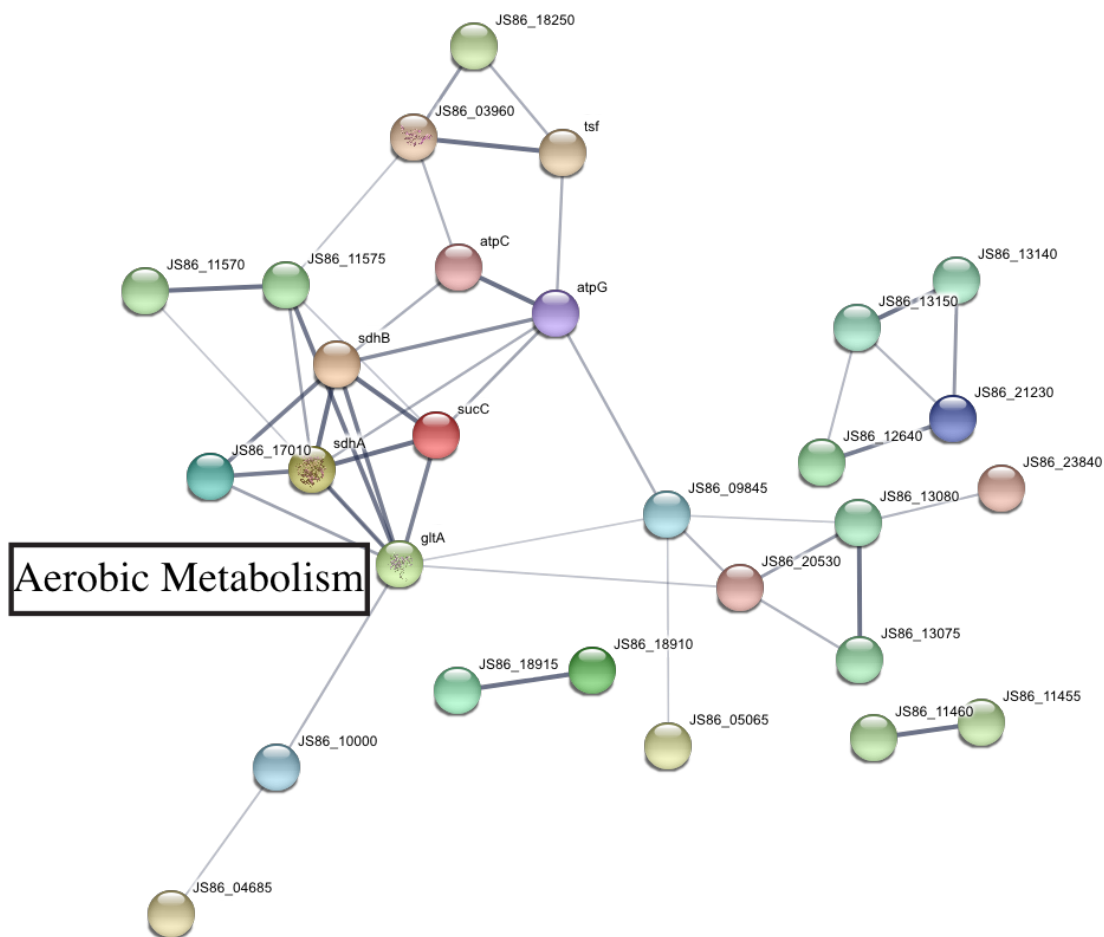 JS86_18250
JS86_03960
tsf
atpC
JS86_11570
JS86_11575
atpG
JS86_13140
JS86_13150
sdhB
JS86_21230
sucC
JS86_12640
JS86_17010
sdhA
JS86_23840
JS86_09845
JS86_13080
gltA
JS86_20530
Aerobic Metabolism
JS86_13075
JS86_18910
JS86_18915
JS86_11455
JS86_11460
JS86_05065
JS86_10000
JS86_04685